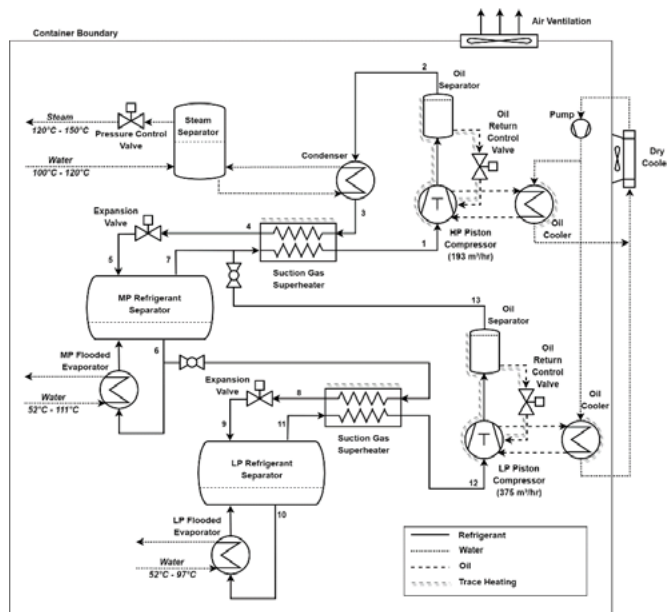 Air Ventilation
Container Boundary
2
Oil
Separator
Steam
120°C - 150°C
Pressure Control
Valve
Steam
Separator
Oil
Return
Control
Valve
Pump
Dry
Cooler
Water
100°C - 120°C
Condenser
3
Expansion
Valve
4
HP Piston
Compressor
(193 m³/hr)
Oil
Cooler
5
7
1
Suction Gas
Superheater
MP Refrigerant
Separator
13
Oil
Separator
6
MP Flooded
Evaporator
Oil
Return
Control
Valve
Water
52°C - 111°C
Expansion
Valve
8
Oil
Cooler
9
11
Suction Gas
Superheater
LP Refrigerant
Separator
12
LP Piston
Compressor
(375 m³/hr)
10
LP Flooded
Evaporator
Water
52°C - 97°C
Refrigerant
Water
Oil
Trace Heating
T
T